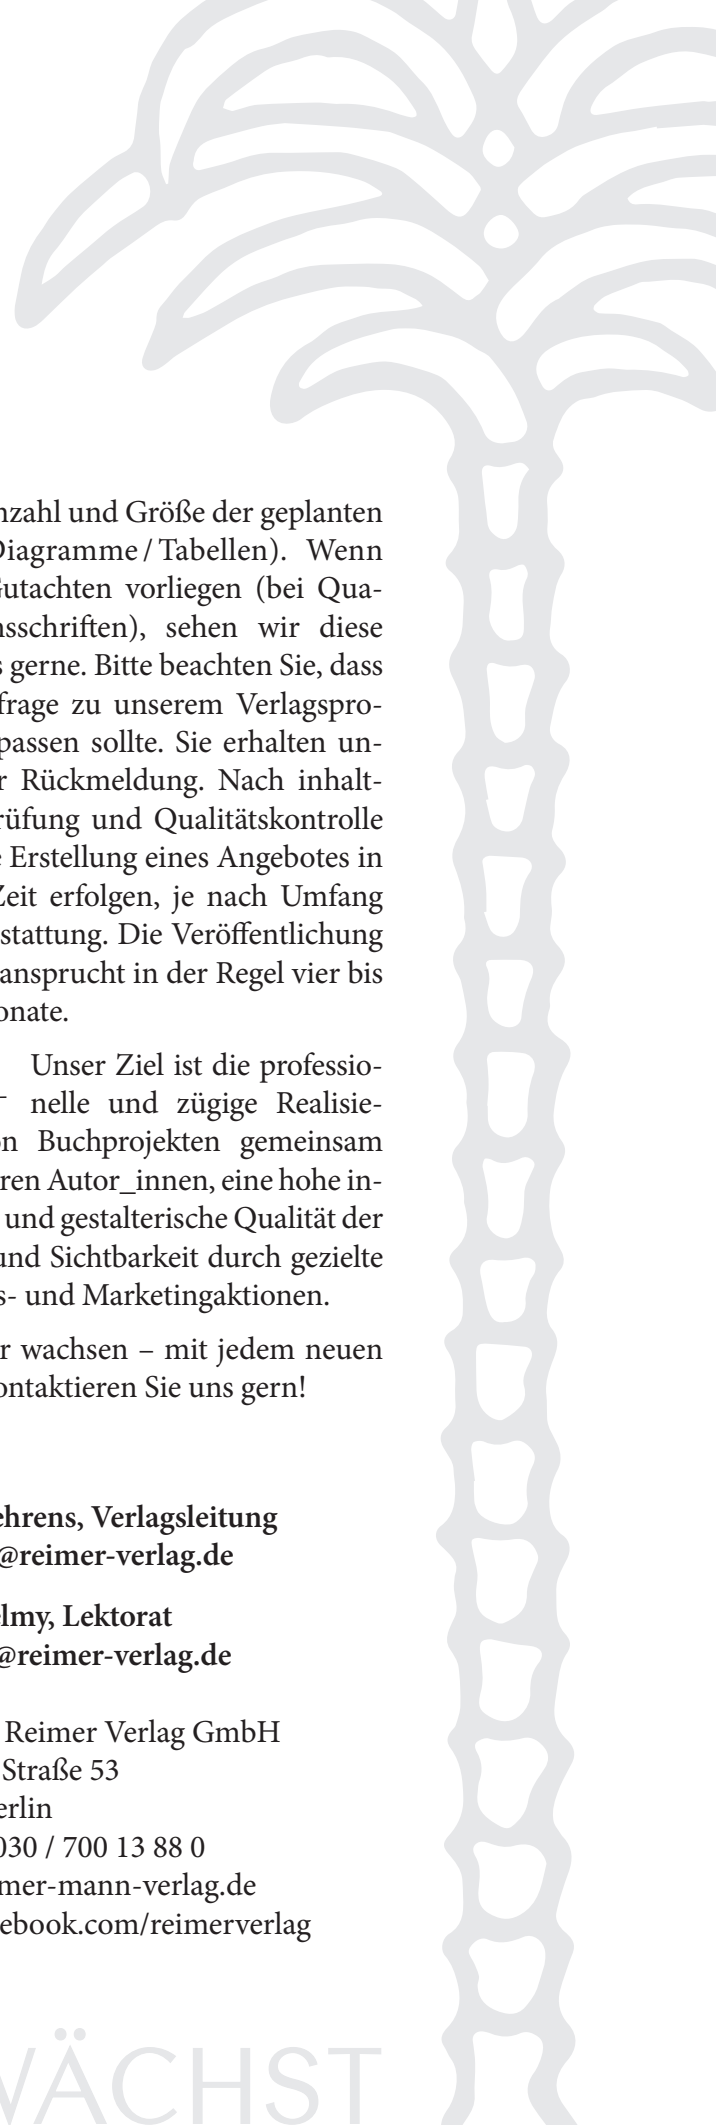 nzahl und Größe der geplanten
Diagramme / Tabellen). Wenn
Gutachten vorliegen (bei Qua-
nsschriften), sehen wir diese
s gerne. Bitte beachten Sie, dass
frage zu unserem Verlagspro-
passen sollte. Sie erhalten un-
r Rückmeldung. Nach inhalt-
rüfung und Qualitätskontrolle
e Erstellung eines Angebotes in
Zeit erfolgen, je nach Umfang
stattung. Die Veröffentlichung
ansprucht in der Regel vier bis
onate.
Unser Ziel ist die professio-
nelle und zügige Realisie-
on Buchprojekten gemeinsam
ren Autor_innen, eine hohe in-
und gestalterische Qualität der
und Sichtbarkeit durch gezielte
s- und Marketingaktionen.
r wachsen – mit jedem neuen
ontaktieren Sie uns gern!
ehrens, Verlagsleitung
@reimer-verlag.de
elmy, Lektorat
@reimer-verlag.de
Reimer Verlag GmbH
Straße 53
erlin
030 / 700 13 88 0
mer-mann-verlag.de
ebook.com/reimerverlag
WÄCHST